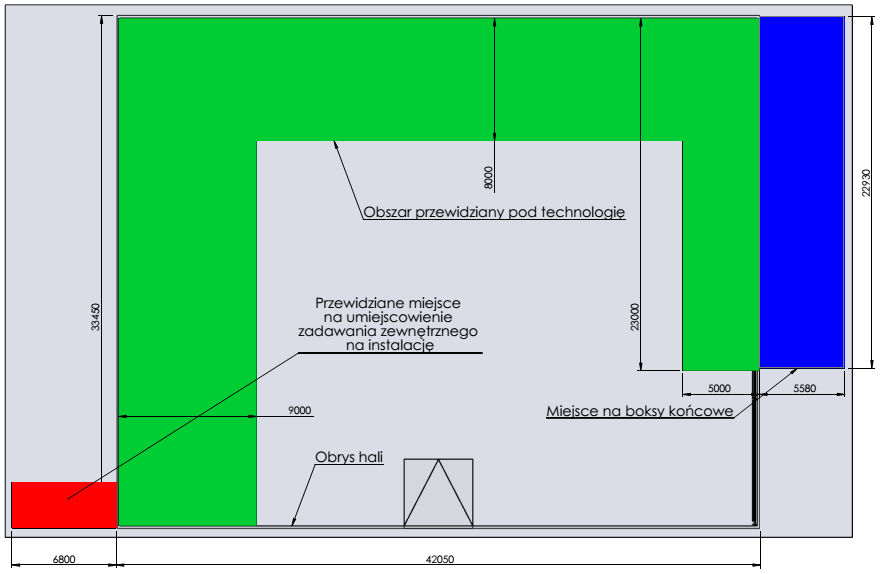 8000
22930
Obszar przewidziany pod technologię
33450
Przewidziane miejsce
na umiejscowienie
zadawania zewnętrznego
na instalację
23000
5000
5580
9000
Miejsce na boksy końcowe
Obrys hali
6800
42050